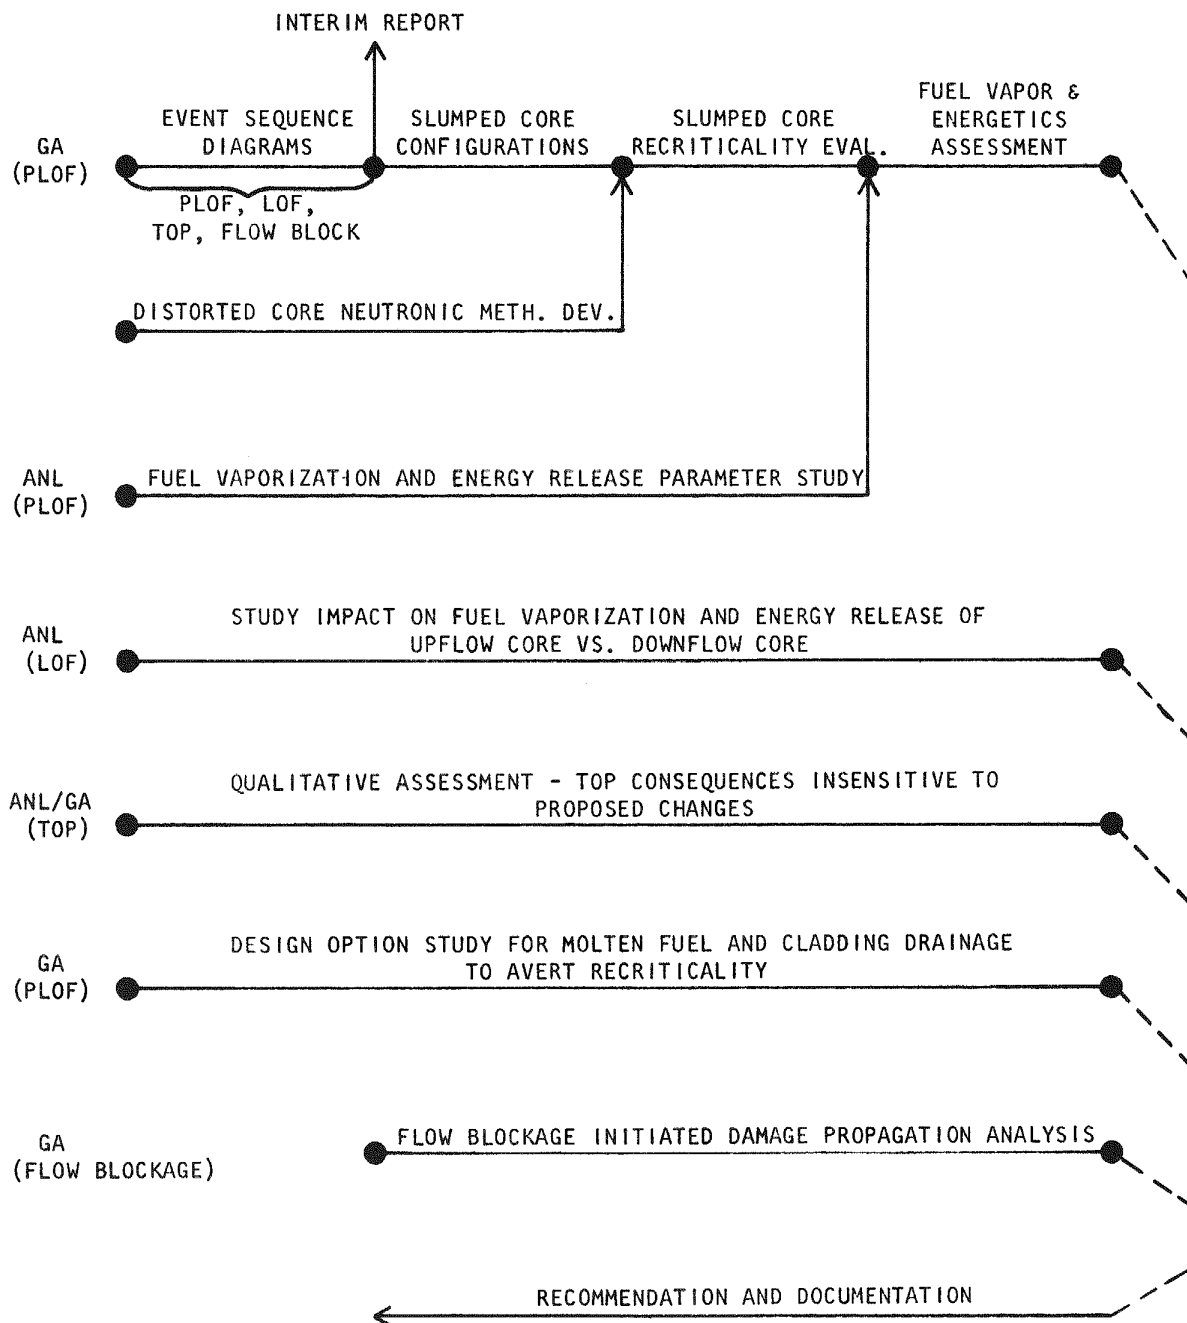 INTERIM REPORT
EVENT SEQUENCE
DIAGRAMS
SLUMPED CORE
CONFIGURATIONS
SLUMPED CORE
RECRITICALITY EVAL.
FUEL VAPOR &
ENERGETICS
ASSESSMENT
GA
(PLOF)
PLOF, LOF,
TOP, FLOW BLOCK
DISTORTED CORE NEUTRONIC METH. DEV.
ANL
(PLOF)
FUEL VAPORIZATION AND ENERGY RELEASE PARAMETER STUDY
ANL
(LOF)
STUDY IMPACT ON FUEL VAPORIZATION AND ENERGY RELEASE OF
UPFLOW CORE VS. DOWNFLOW CORE
ANL/GA
(TOP)
QUALITATIVE ASSESSMENT - TOP CONSEQUENCES INSENSITIVE TO
PROPOSED CHANGES
GA
(PLOF)
DESIGN OPTION STUDY FOR MOLTEN FUEL AND CLADDING DRAINAGE
TO AVERT RECRITICALITY
GA
(FLOW BLOCKAGE)
FLOW BLOCKAGE INITIATED DAMAGE PROPAGATION ANALYSIS
RECOMMENDATION AND DOCUMENTATION